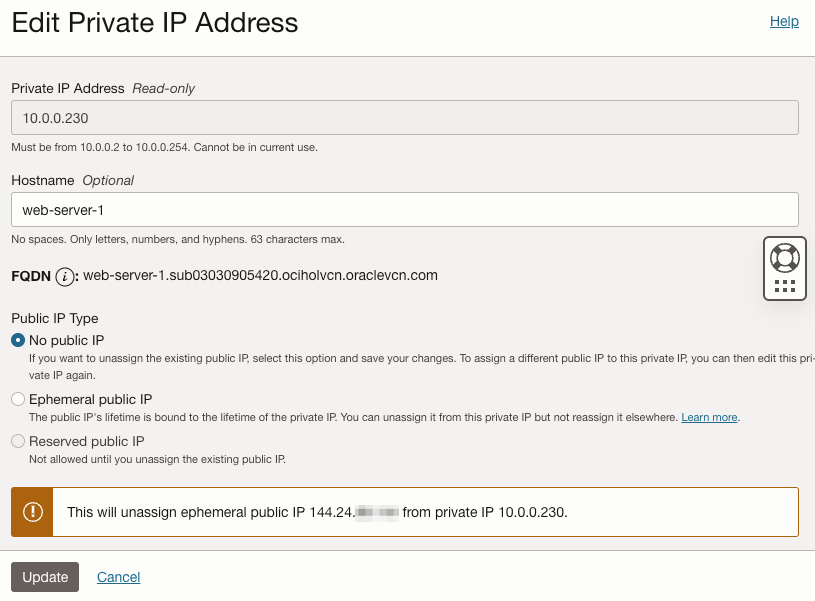 Edit Private IP Address
Help
Private IP Address Read-only
10.0.0.230
Must be from 10.0.0.2 to 10.0.0.254. Cannot be in current use.
Hostname Optional
web-server-1
No spaces. Only letters, numbers, and hyphens. 63 characters max.
FQDN i: web-server-1.sub03030905420.ociholvcn.oraclevcn.com
Public IP Type
No public IP
If you want to unassign the existing public IP, select this option and save your changes. To assign a different public IP to this private IP, you can then edit this pri-
vate IP again.
Ephemeral public IP
The public IP's lifetime is bound to the lifetime of the private IP. You can unassign it from this private IP but not reassign it elsewhere. Learn more.
Reserved public IP
Not allowed until you unassign the existing public IP.
This will unassign ephemeral public IP 144.24. from private IP 10.0.0.230.
Update
Cancel